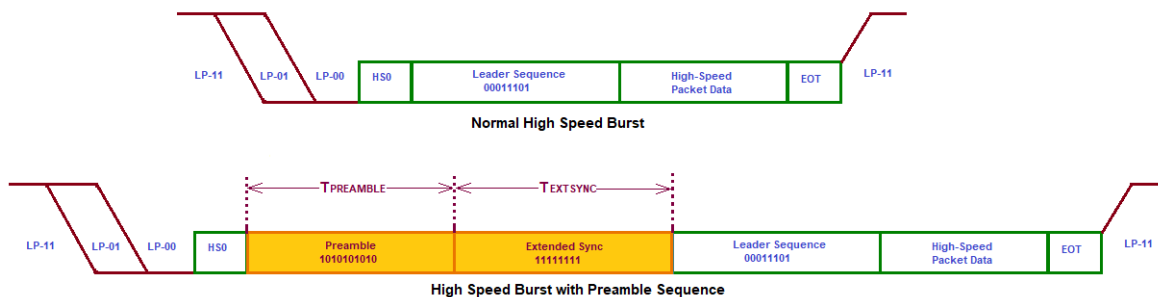 LP-11
LP-01
LP-00
HS0
Leader Sequence
00011101
High-Speed
Packet Data
EOT
LP-11
Normal High Speed Burst
TPREAMBLE
TEXTSYNC
LP-11
LP-01
LP-00
HS0
Preamble
1010101010
Extended Sync
11111111
Leader Sequence
00011101
High-Speed
Packet Data
EOT
LP-11
High Speed Burst with Preamble Sequence